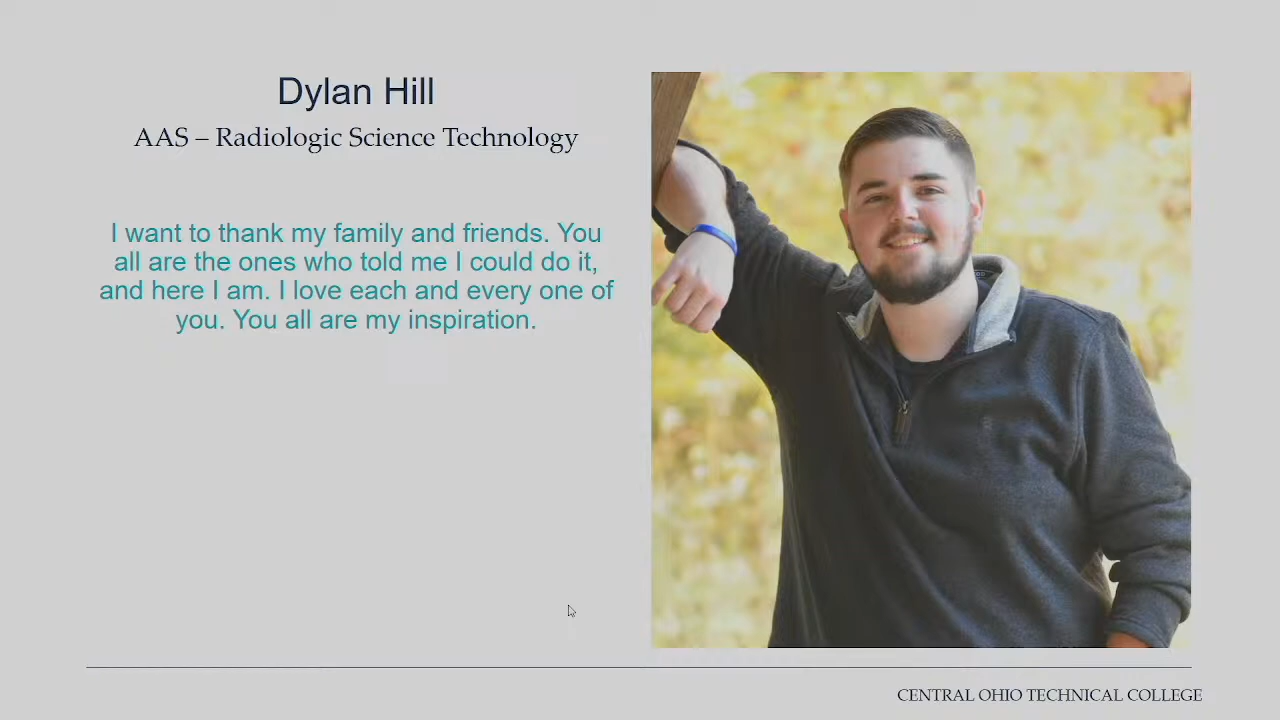 Dylan Hill
AAS – Radiologic Science Technology
I want to thank my family and friends. You
all are the ones who told me I could do it,
and here I am. I love each and every one of
you. You all are my inspiration.
CENTRAL OHIO TECHNICAL COLLEGE